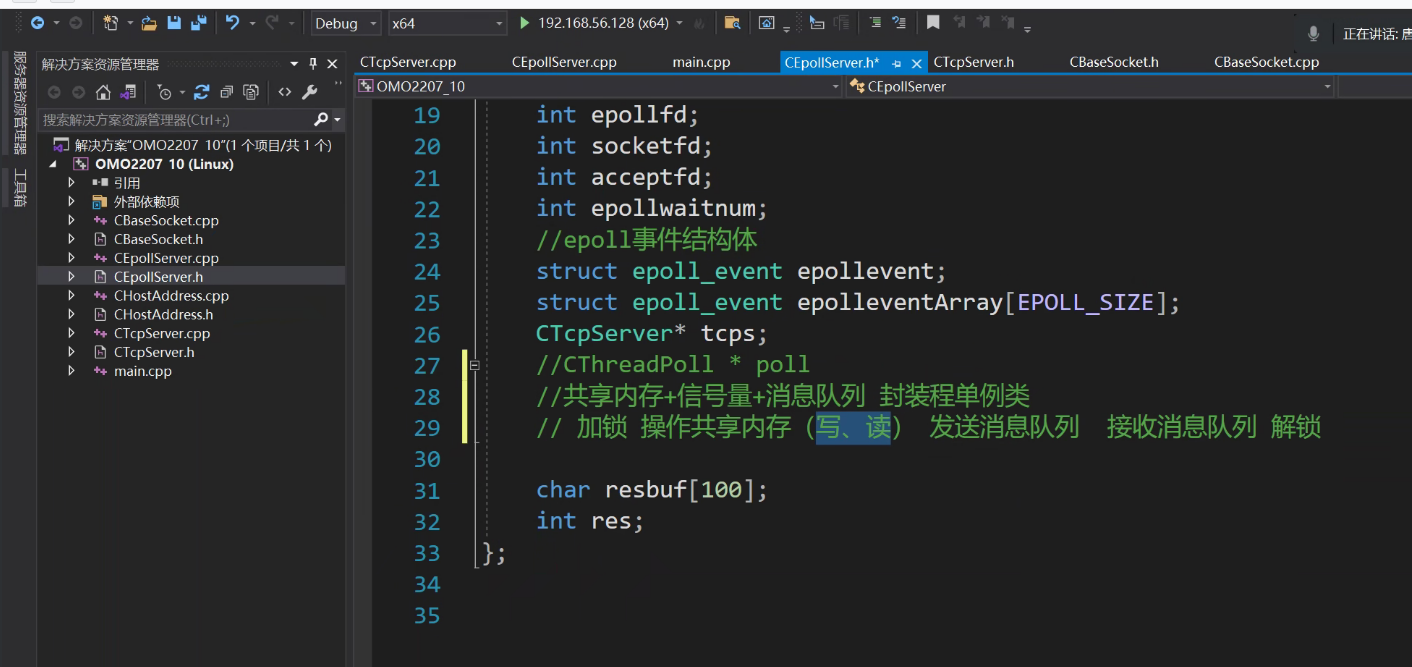 Debug
x64
192.168.56.128 (x64)
正在讲话: 唐
服务器资源管理器
工具箱
解决方案资源管理器
搜索解决方案资源管理器(Ctrl+;)
解决方案"OMO2207 10"(1 个项目/共 1 个)
OMO2207 10 (Linux)
引用
外部依赖项
CBaseSocket.cpp
CBaseSocket.h
CEpollServer.cpp
CEpollServer.h
CHostAddress.cpp
CHostAddress.h
CTcpServer.cpp
CTcpServer.h
main.cpp
CTcpServer.cpp CEpollServer.cpp main.cpp CEpollServer.h* CTcpServer.h CBaseSocket.h CBaseSocket.cpp
OMO2207_10 CEpollServer
19 int epollfd;
20 int socketfd;
21 int acceptfd;
22 int epollwaitnum;
23 //epoll事件结构体
24 struct epoll_event epollevent;
25 struct epoll_event epolleventArray[EPOLL_SIZE];
26 CTcpServer* tcps;
27 //CThreadPoll * poll
28 //共享内存+信号量+消息队列 封装程单例类
29 // 加锁 操作共享内存（写、读） 发送消息队列 接收消息队列 解锁
30
31 char resbuf[100];
32 int res;
33 };
34
35